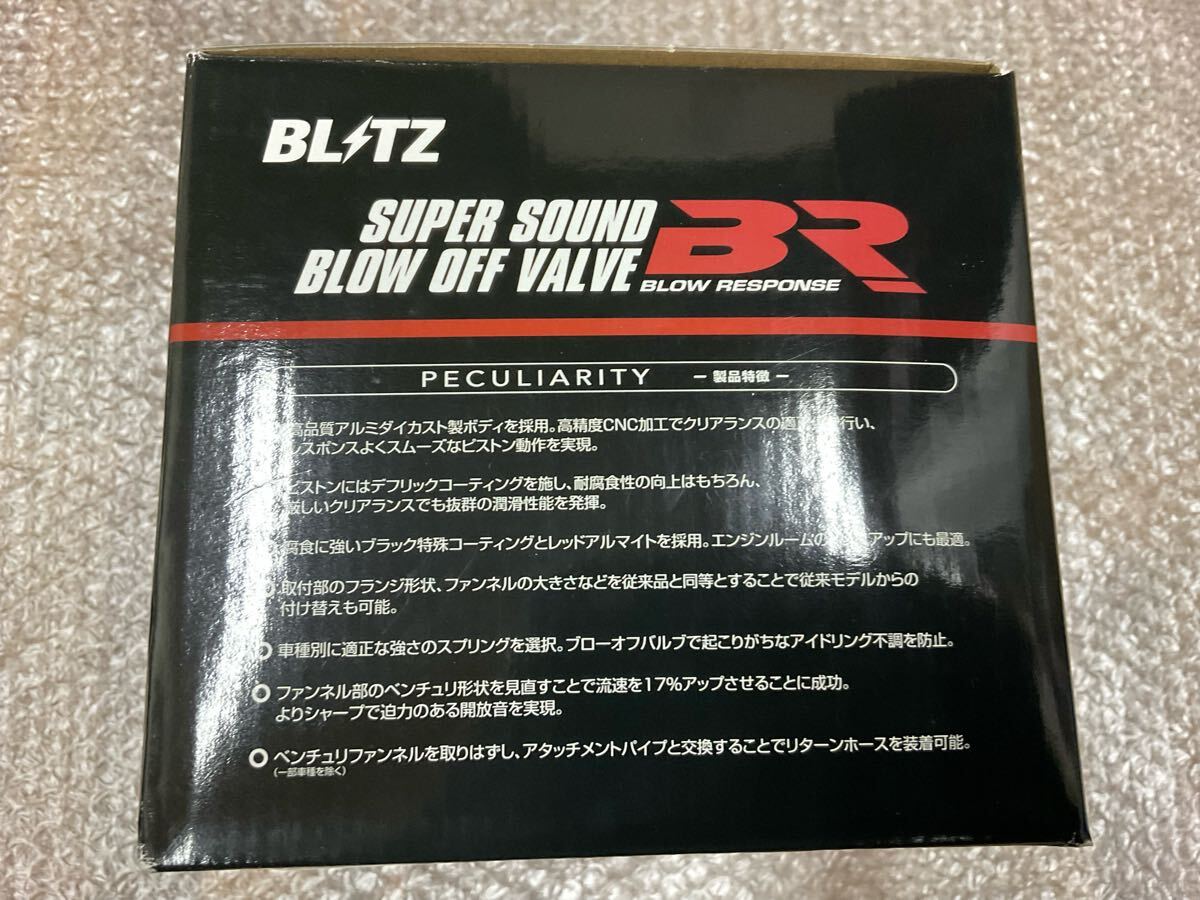 BLITZ
SUPER SOUND
BLOW OFF VALVE
BR
BLOW RESPONSE
PECULIARITY ー 製品特徴 ー
高品質アルミダイカスト製ボディを採用。高精度CNC加工でクリアランスの適行い、
レスポンスよくスムーズなピストン動作を実現。
ピストンにはデフリックコーティングを施し、耐腐食性の向上はもちろん、
厳しいクリアランスでも抜群の潤滑性能を発揮。
腐食に強いブラック特殊コーティングとレッドアルマイトを採用。エンジンルームのアップにも最適。
取付部のフランジ形状、ファンネルの大きさなどを従来品と同等とすることで従来モデルからの
付け替えも可能。
車種別に適正な強さのスプリングを選択。ブローオフバルブで起こりがちなアイドリング不調を防止。
ファンネル部のベンチュリ形状を見直すことで流速を17%アップさせることに成功。
よりシャープで迫力のある開放音を実現。
ベンチュリファンネルを取りはずし、アタッチメントパイプと交換することでリターンホースを装着可能。
(一部車種を除く)